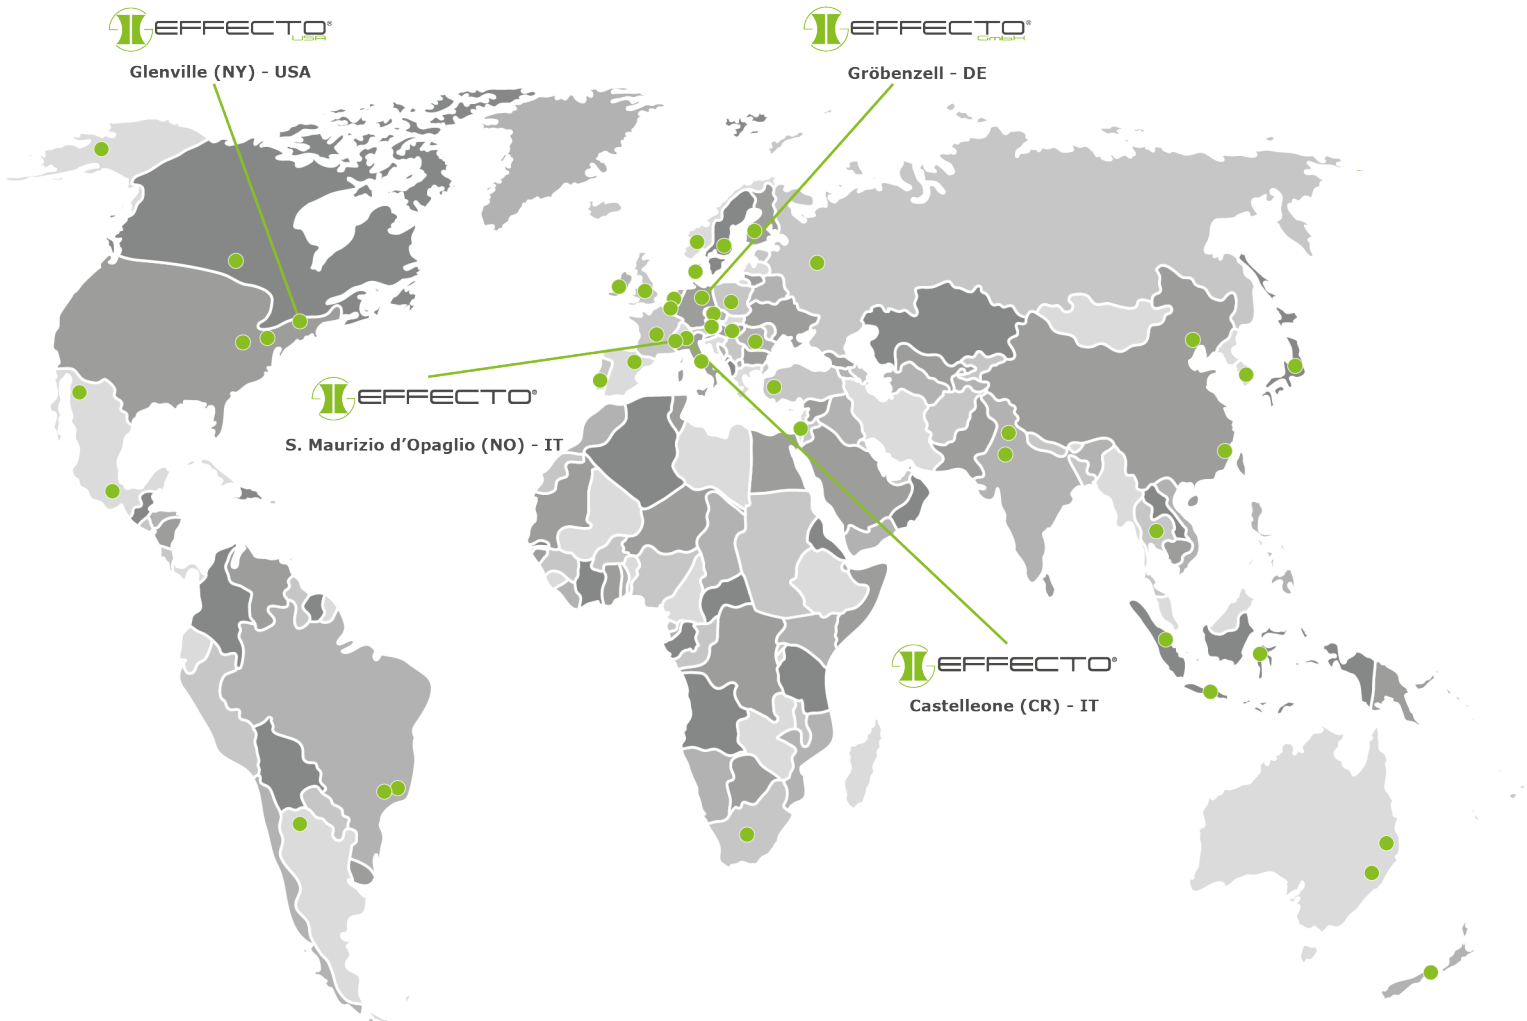 EFFECTO®
USA
Glenville (NY) - USA
EFFECTO®
GmbH
Gröbenzell - DE
EFFECTO®
S. Maurizio d’Opaglio (NO) - IT
EFFECTO®
Castelleone (CR) - IT